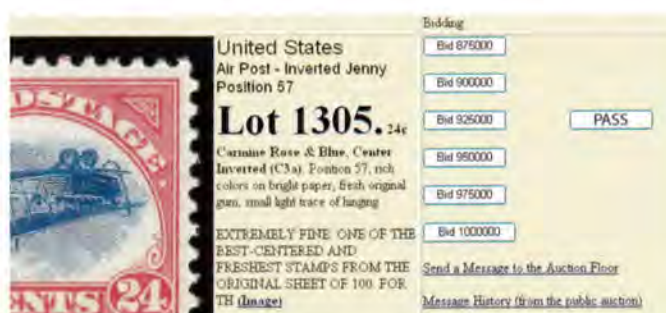 Bidding
United States
Air Post - Inverted Jenny
Position 57
Lot 1305. 24c
Carmine Rose & Blue, Center
Inverted (C3a). Position 57, rich
colors on bright paper, fresh original
gum, small light trace of hinging
EXTREMELY FINE. ONE OF THE
BEST-CENTERED AND
FRESHEST STAMPS FROM THE
ORIGINAL SHEET OF 100. FOR
TH (Image)
Bid 875000
Bid 900000
Bid 925000
PASS
Bid 950000
Bid 975000
Bid 1000000
Send a Message to the Auction Floor
Message History (from the public auction)
POSTAGE
CENTS 24